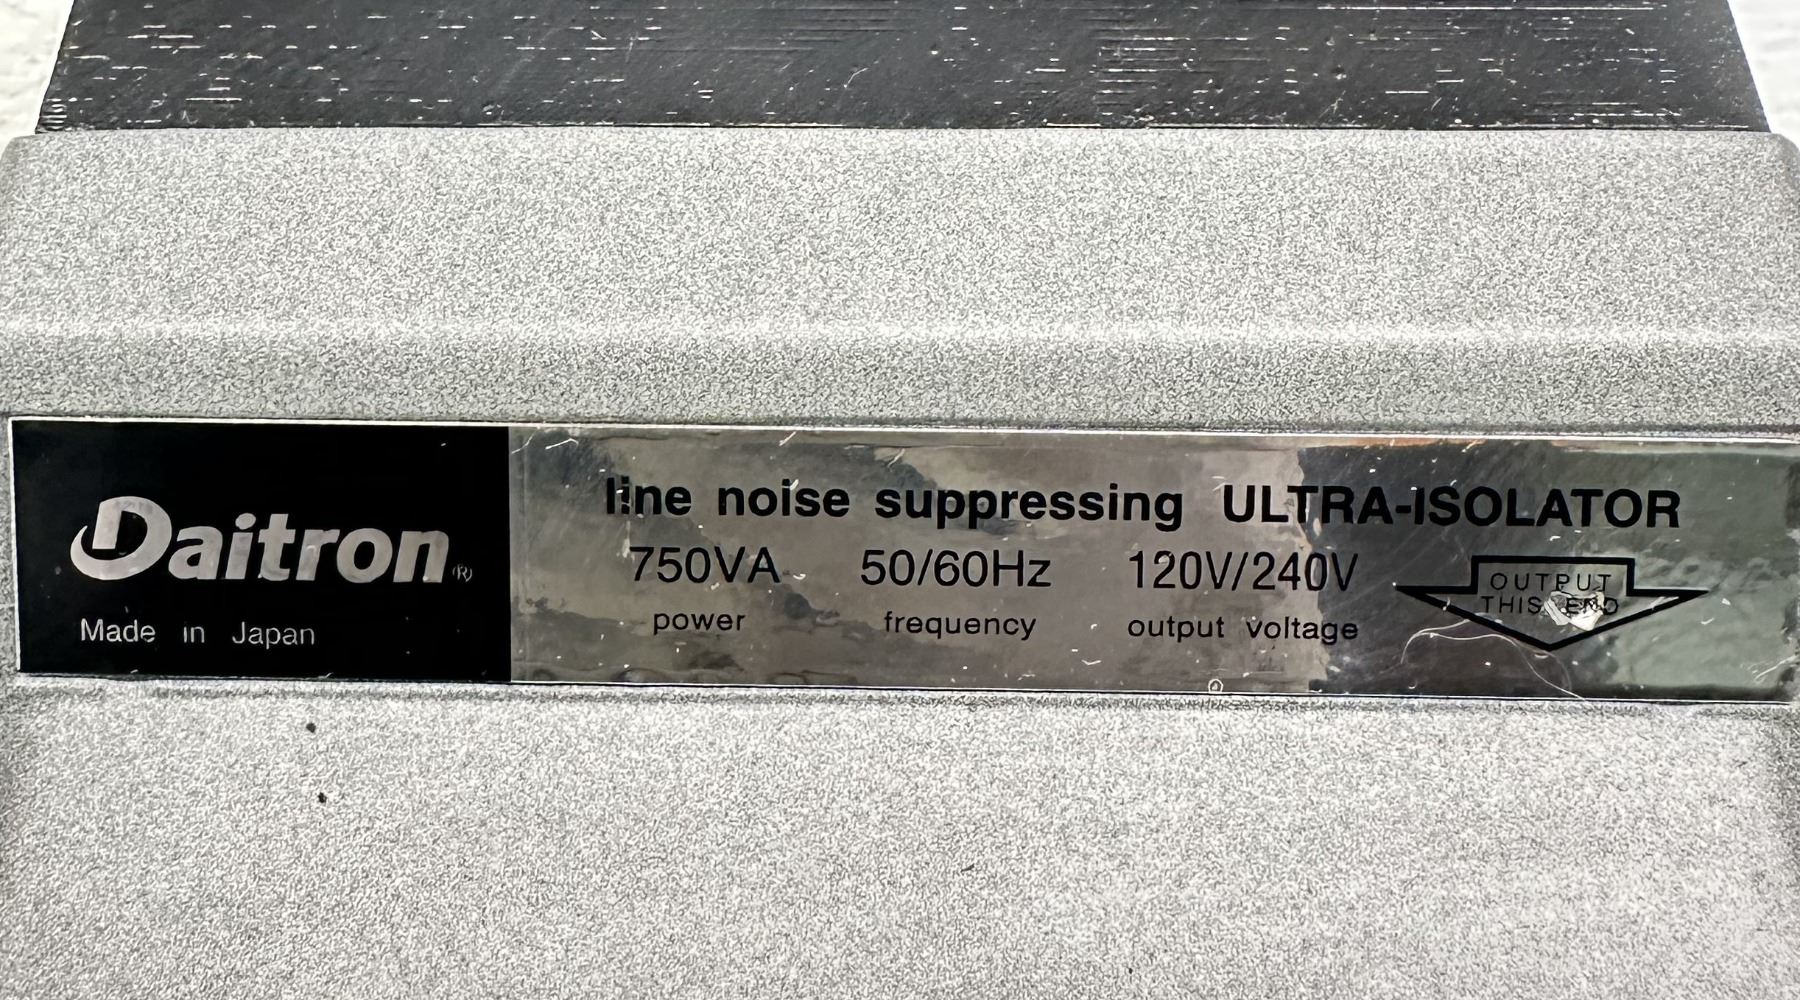 Daitron®
Made in Japan
line noise suppressing ULTRA-ISOLATOR
750VA 50/60Hz 120V/240V
power frequency output voltage
OUTPUT
THIS END